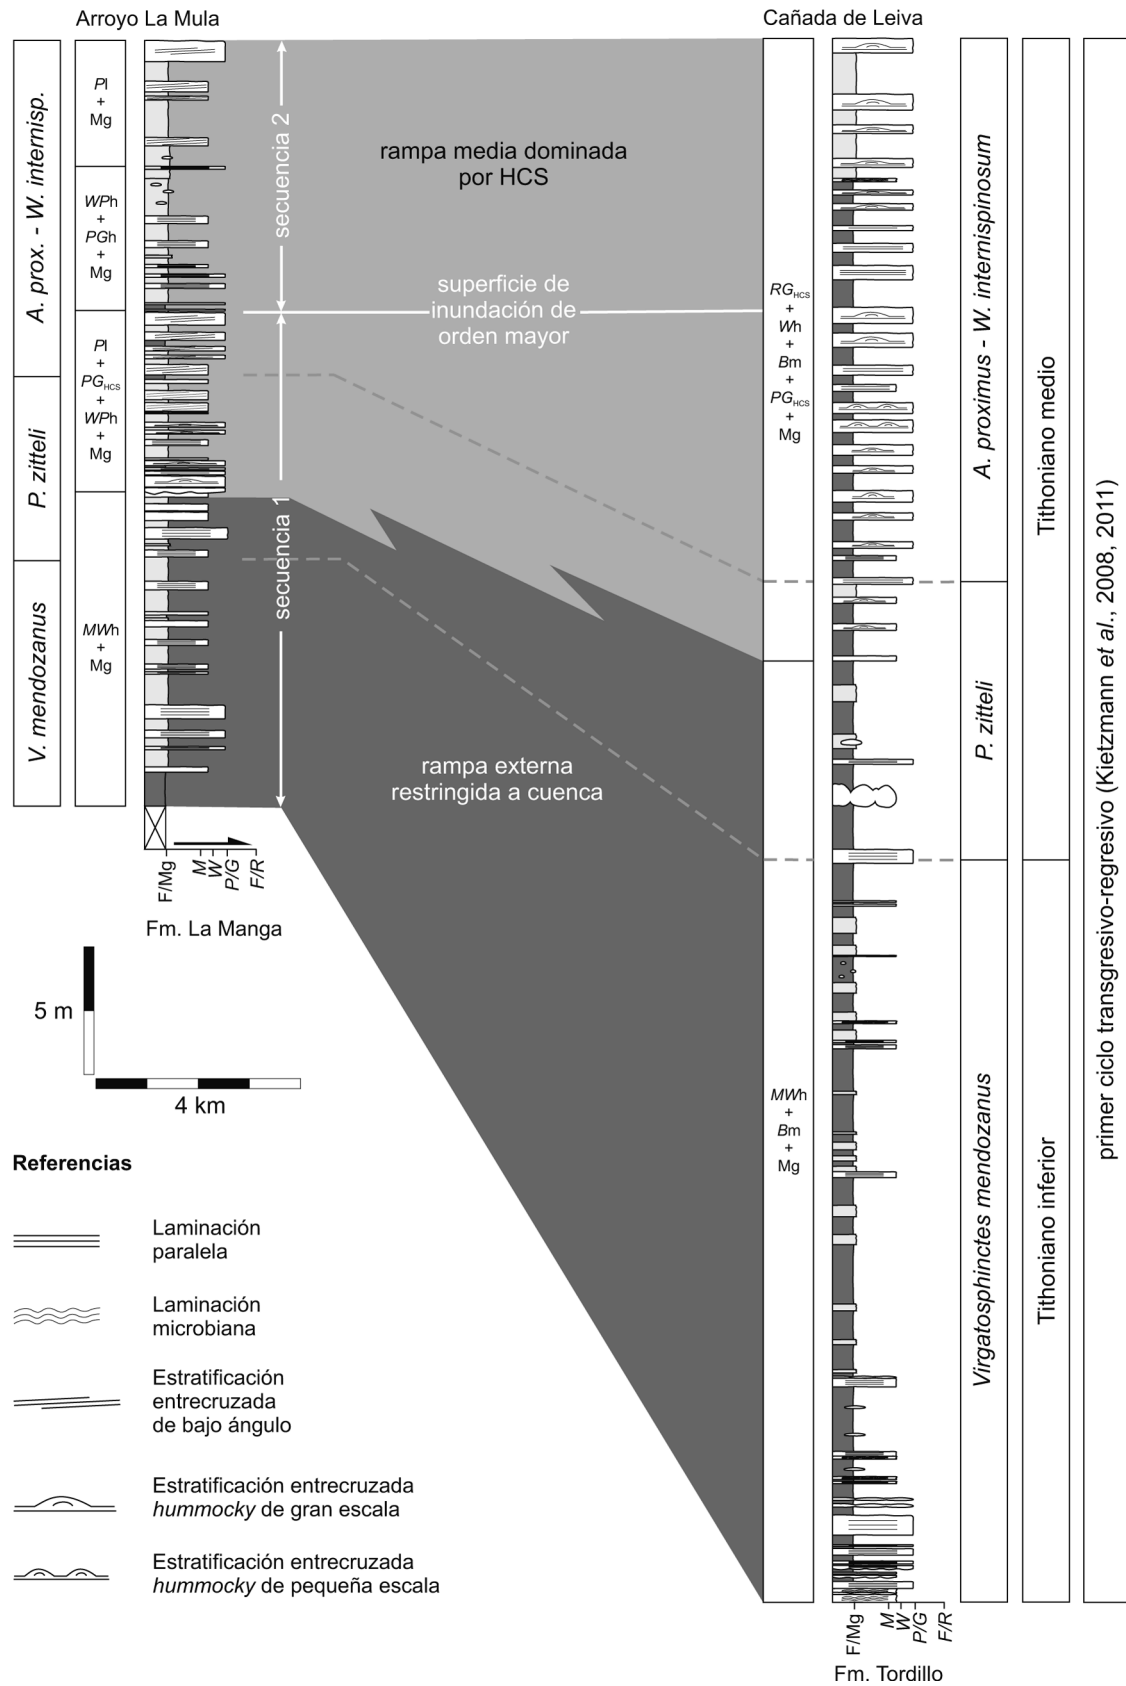 Arroyo La Mula
Cañada de Leiva
A. prox. - W. internisp.
P. zitteli
V. mendozanus
Pl
+
Mg
WPh
+
PGh
+
Mg
Pl
+
PGHCS
+
WPh
+
Mg
MWh
+
Mg
secuencia 2
secuencia 1
rampa media dominada
por HCS
superficie de
inundación de
orden mayor
rampa externa
restringida a cuenca
RGHCS
+
Wh
+
Bm
+
PGHCS
+
Mg
MWh
+
Bm
+
Mg
A. proximus - W. internispinosum
P. zitteli
Virgatosphinctes mendozanus
Tithoniano medio
Tithoniano inferior
primer ciclo transgresivo-regresivo (Kietzmann et al., 2008, 2011)
F/Mg
M
W
P/G
F/R
Fm. La Manga
5 m
4 km
Referencias
Laminación
paralela
Laminación
microbiana
Estratificación
entrecruzada
de bajo ángulo
Estratificación entrecruzada
hummocky de gran escala
Estratificación entrecruzada
hummocky de pequeña escala
F/Mg
M
W
P/G
F/R
Fm. Tordillo